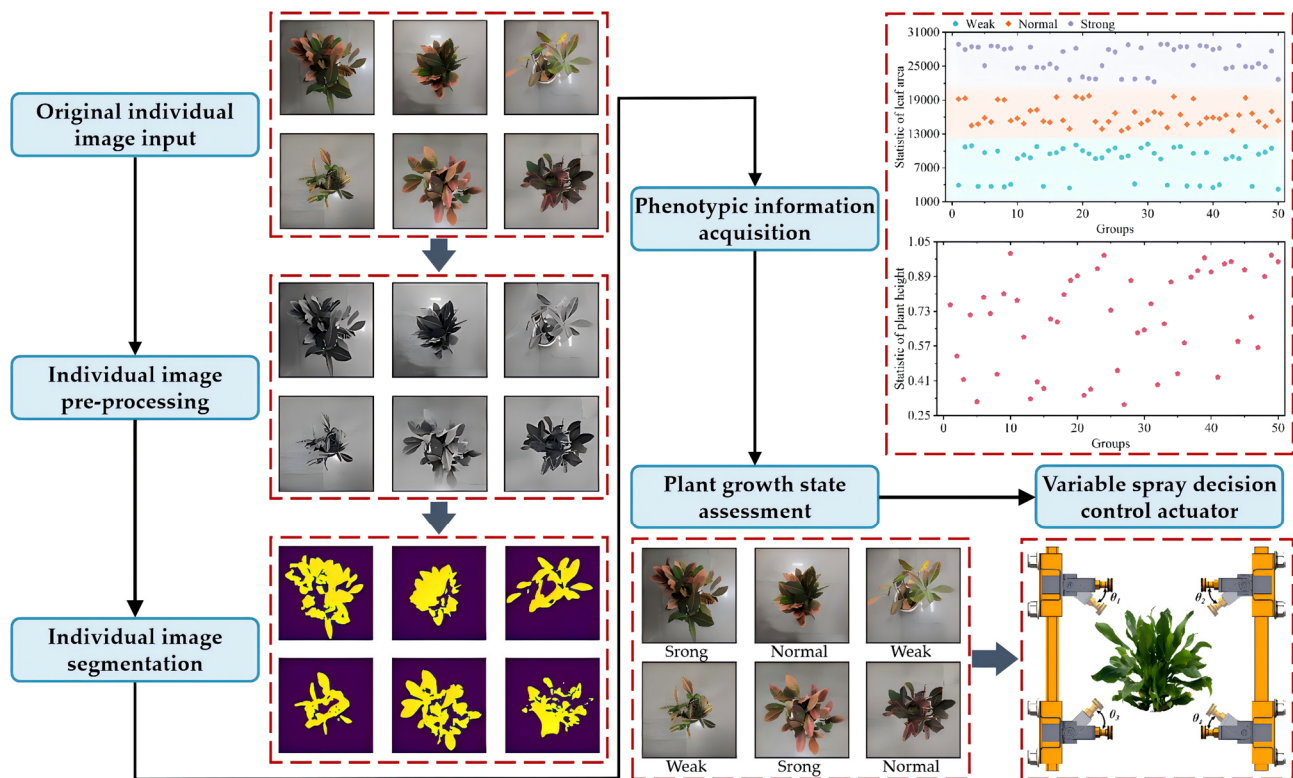 Original individual
image input
Individual image
pre-processing
Individual image
segmentation
Phenotypic information
acquisition
Weak Normal Strong
Statistic of leaf area
31000
25000
19000
13000
7000
1000
0 10 20 30 40 50
Groups
Statistic of plant height
1.05
0.89
0.73
0.57
0.41
0.25
0 10 20 30 40 50
Groups
Plant growth state
assessment
Variable spray decision
control actuator
Srong Normal Weak
Weak Srong Normal
θ1 θ2
θ3 θ4